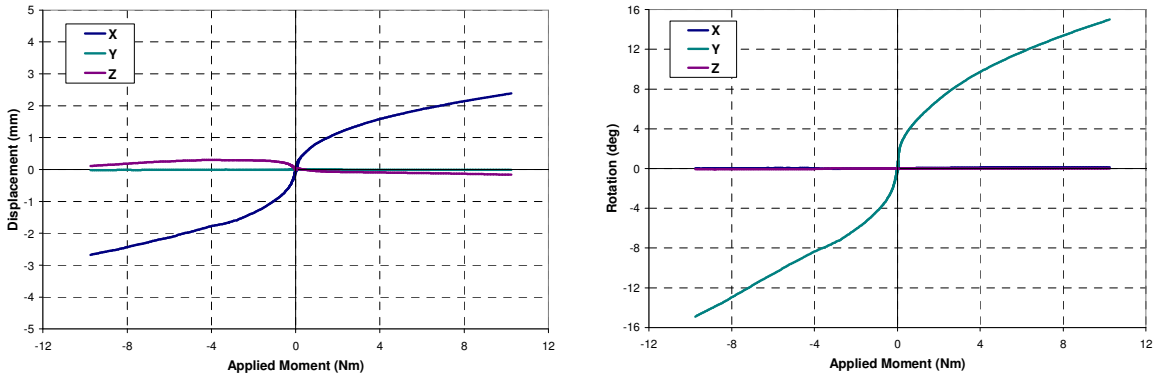 5
4
3
2
1
0
-1
-2
-3
-4
-5
Displacement (mm)
X
Y
Z
-12 -8 -4 0 4 8 12
Applied Moment (Nm)
16
12
8
4
0
-4
-8
-12
-16
Rotation (deg)
X
Y
Z
-12 -8 -4 0 4 8 12
Applied Moment (Nm)